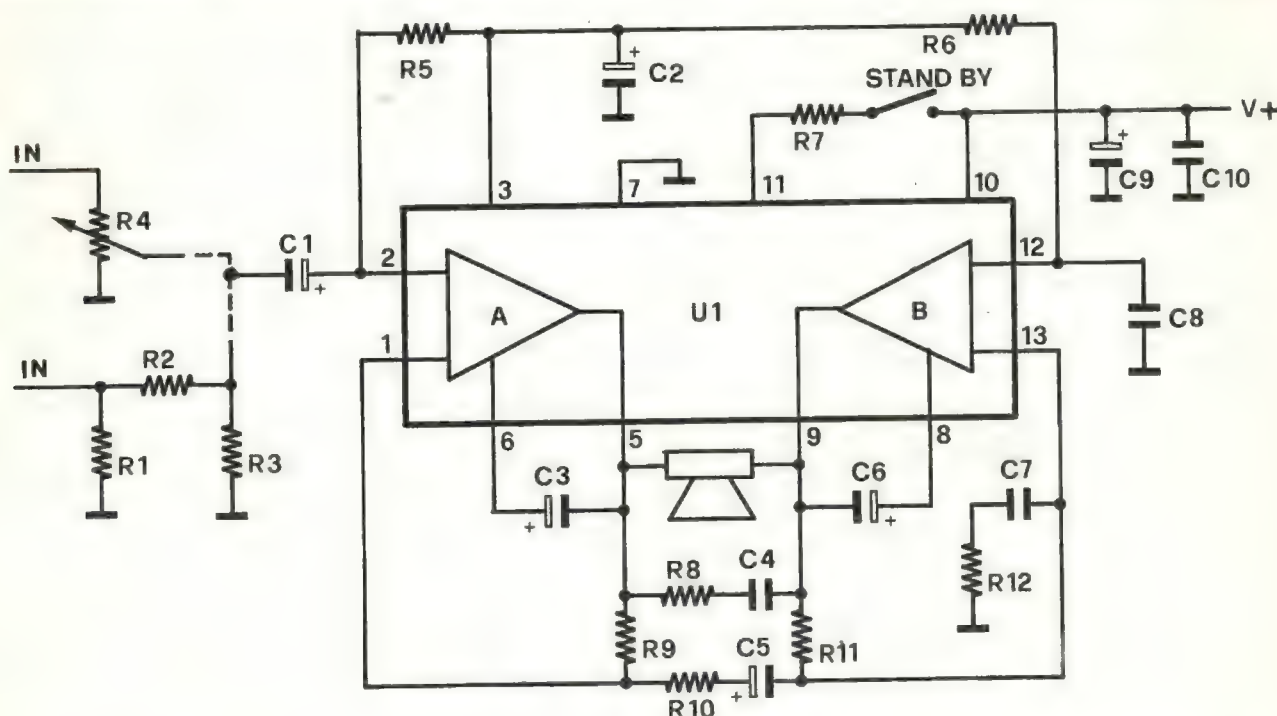 R5
R6
C2
+
STAND BY
R7
V+
IN
3
7
11
10
+
C9
C10
R4
C1
+
2
12
A
U1
B
C8
1
13
R2
IN
6
5
9
8
R1
R3
C3
+
C6
+
C7
R8
C4
R12
R9
C5
+
R11
R10